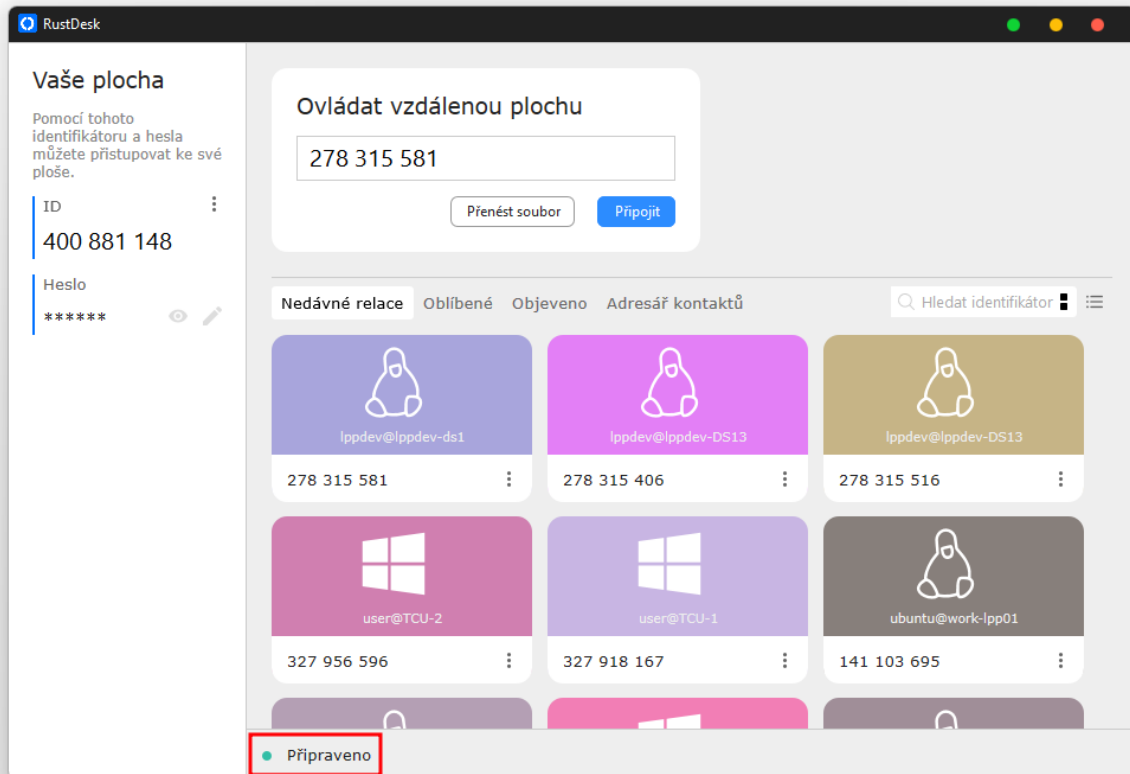 RustDesk
Vaše plocha
Pomocí tohoto
identifikátoru a hesla
můžete přistupovat ke své
ploše.
ID
400 881 148
Heslo
******
Ovládat vzdálenou plochu
278 315 581
Přenést soubor
Připojit
Nedávné relace
Oblíbené
Objeveno
Adresář kontaktů
Hledat identifikátor
lppdev@lppdev-ds1
lppdev@lppdev-DS13
lppdev@lppdev-DS13
278 315 581
278 315 406
278 315 516
user@TCU-2
user@TCU-1
ubuntu@work-lpp01
327 956 596
327 918 167
141 103 695
Připraveno